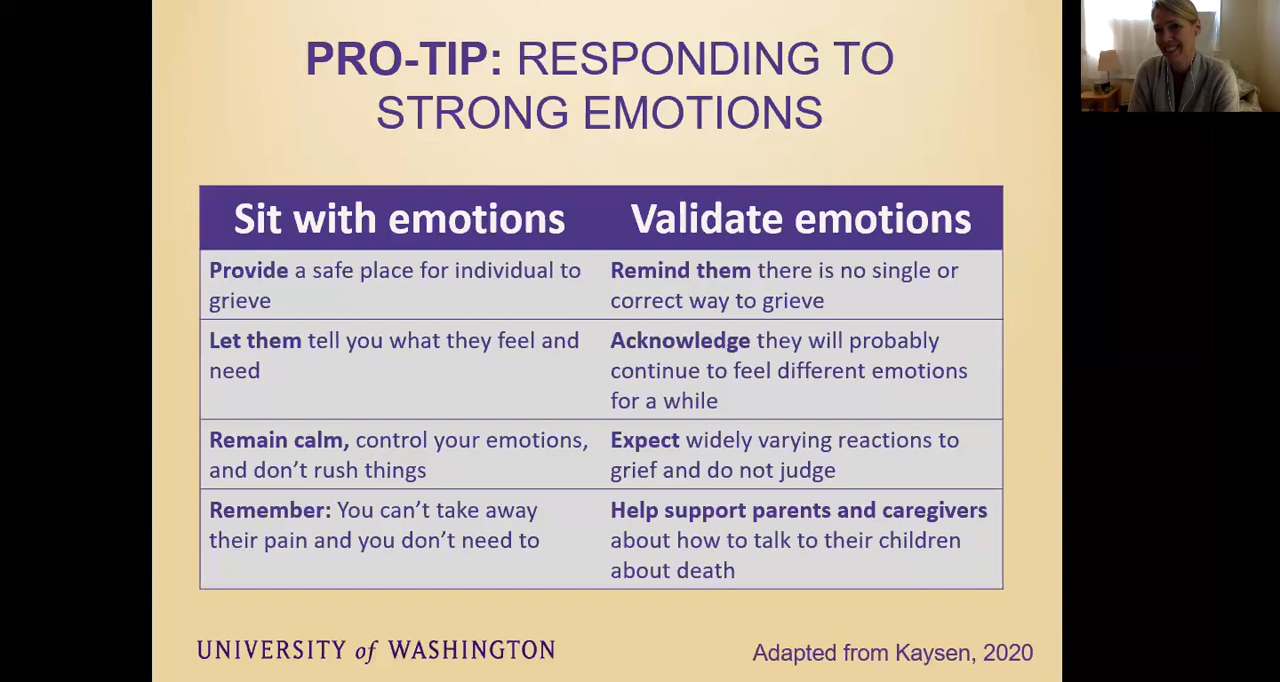 PRO-TIP: RESPONDING TO
STRONG EMOTIONS
Sit with emotions
Validate emotions
Provide a safe place for individual to
grieve
Remind them there is no single or
correct way to grieve
Let them tell you what they feel and
need
Acknowledge they will probably
continue to feel different emotions
for a while
Remain calm, control your emotions,
and don’t rush things
Expect widely varying reactions to
grief and do not judge
Remember: You can’t take away
their pain and you don’t need to
Help support parents and caregivers
about how to talk to their children
about death
UNIVERSITY of WASHINGTON
Adapted from Kaysen, 2020